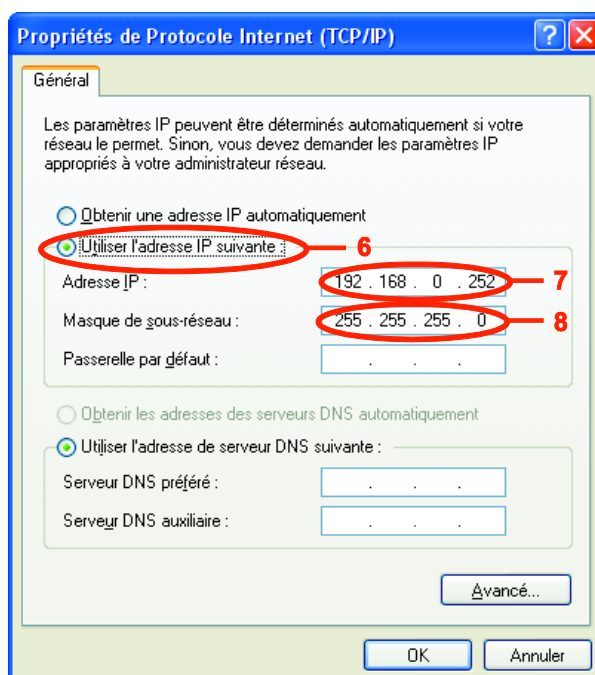 Propriétés de Protocole Internet (TCP/IP)
Général
Les paramètres IP peuvent être déterminés automatiquement si votre
réseau le permet. Sinon, vous devez demander les paramètres IP
appropriés à votre administrateur réseau.
Obtenir une adresse IP automatiquement
Utiliser l'adresse IP suivante : 6
Adresse IP : 192 . 168 . 0 . 252 7
Masque de sous-réseau : 255 . 255 . 255 . 0 8
Passerelle par défaut : . . .
Obtenir les adresses des serveurs DNS automatiquement
Utiliser l'adresse de serveur DNS suivante :
Serveur DNS préféré : . . .
Serveur DNS auxiliaire : . . .
Avancé...
OK Annuler